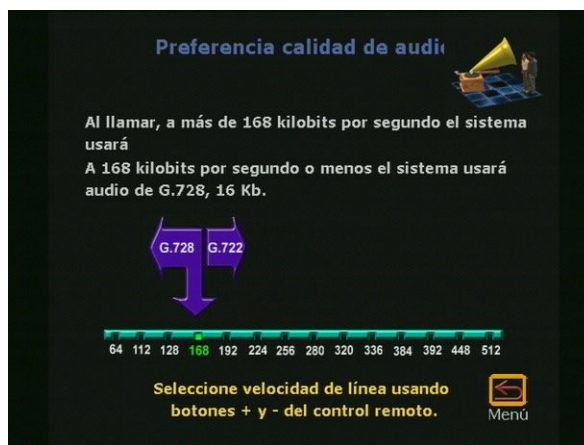 Preferencia calidad de audio
Al llamar, a más de 168 kilobits por segundo el sistema
usará
A 168 kilobits por segundo o menos el sistema usará
audio de G.728, 16 Kb.
G.728 G.722
64 112 128 168 192 224 256 280 320 336 384 392 448 512
Seleccione velocidad de línea usando
botones + y - del control remoto.
Menú